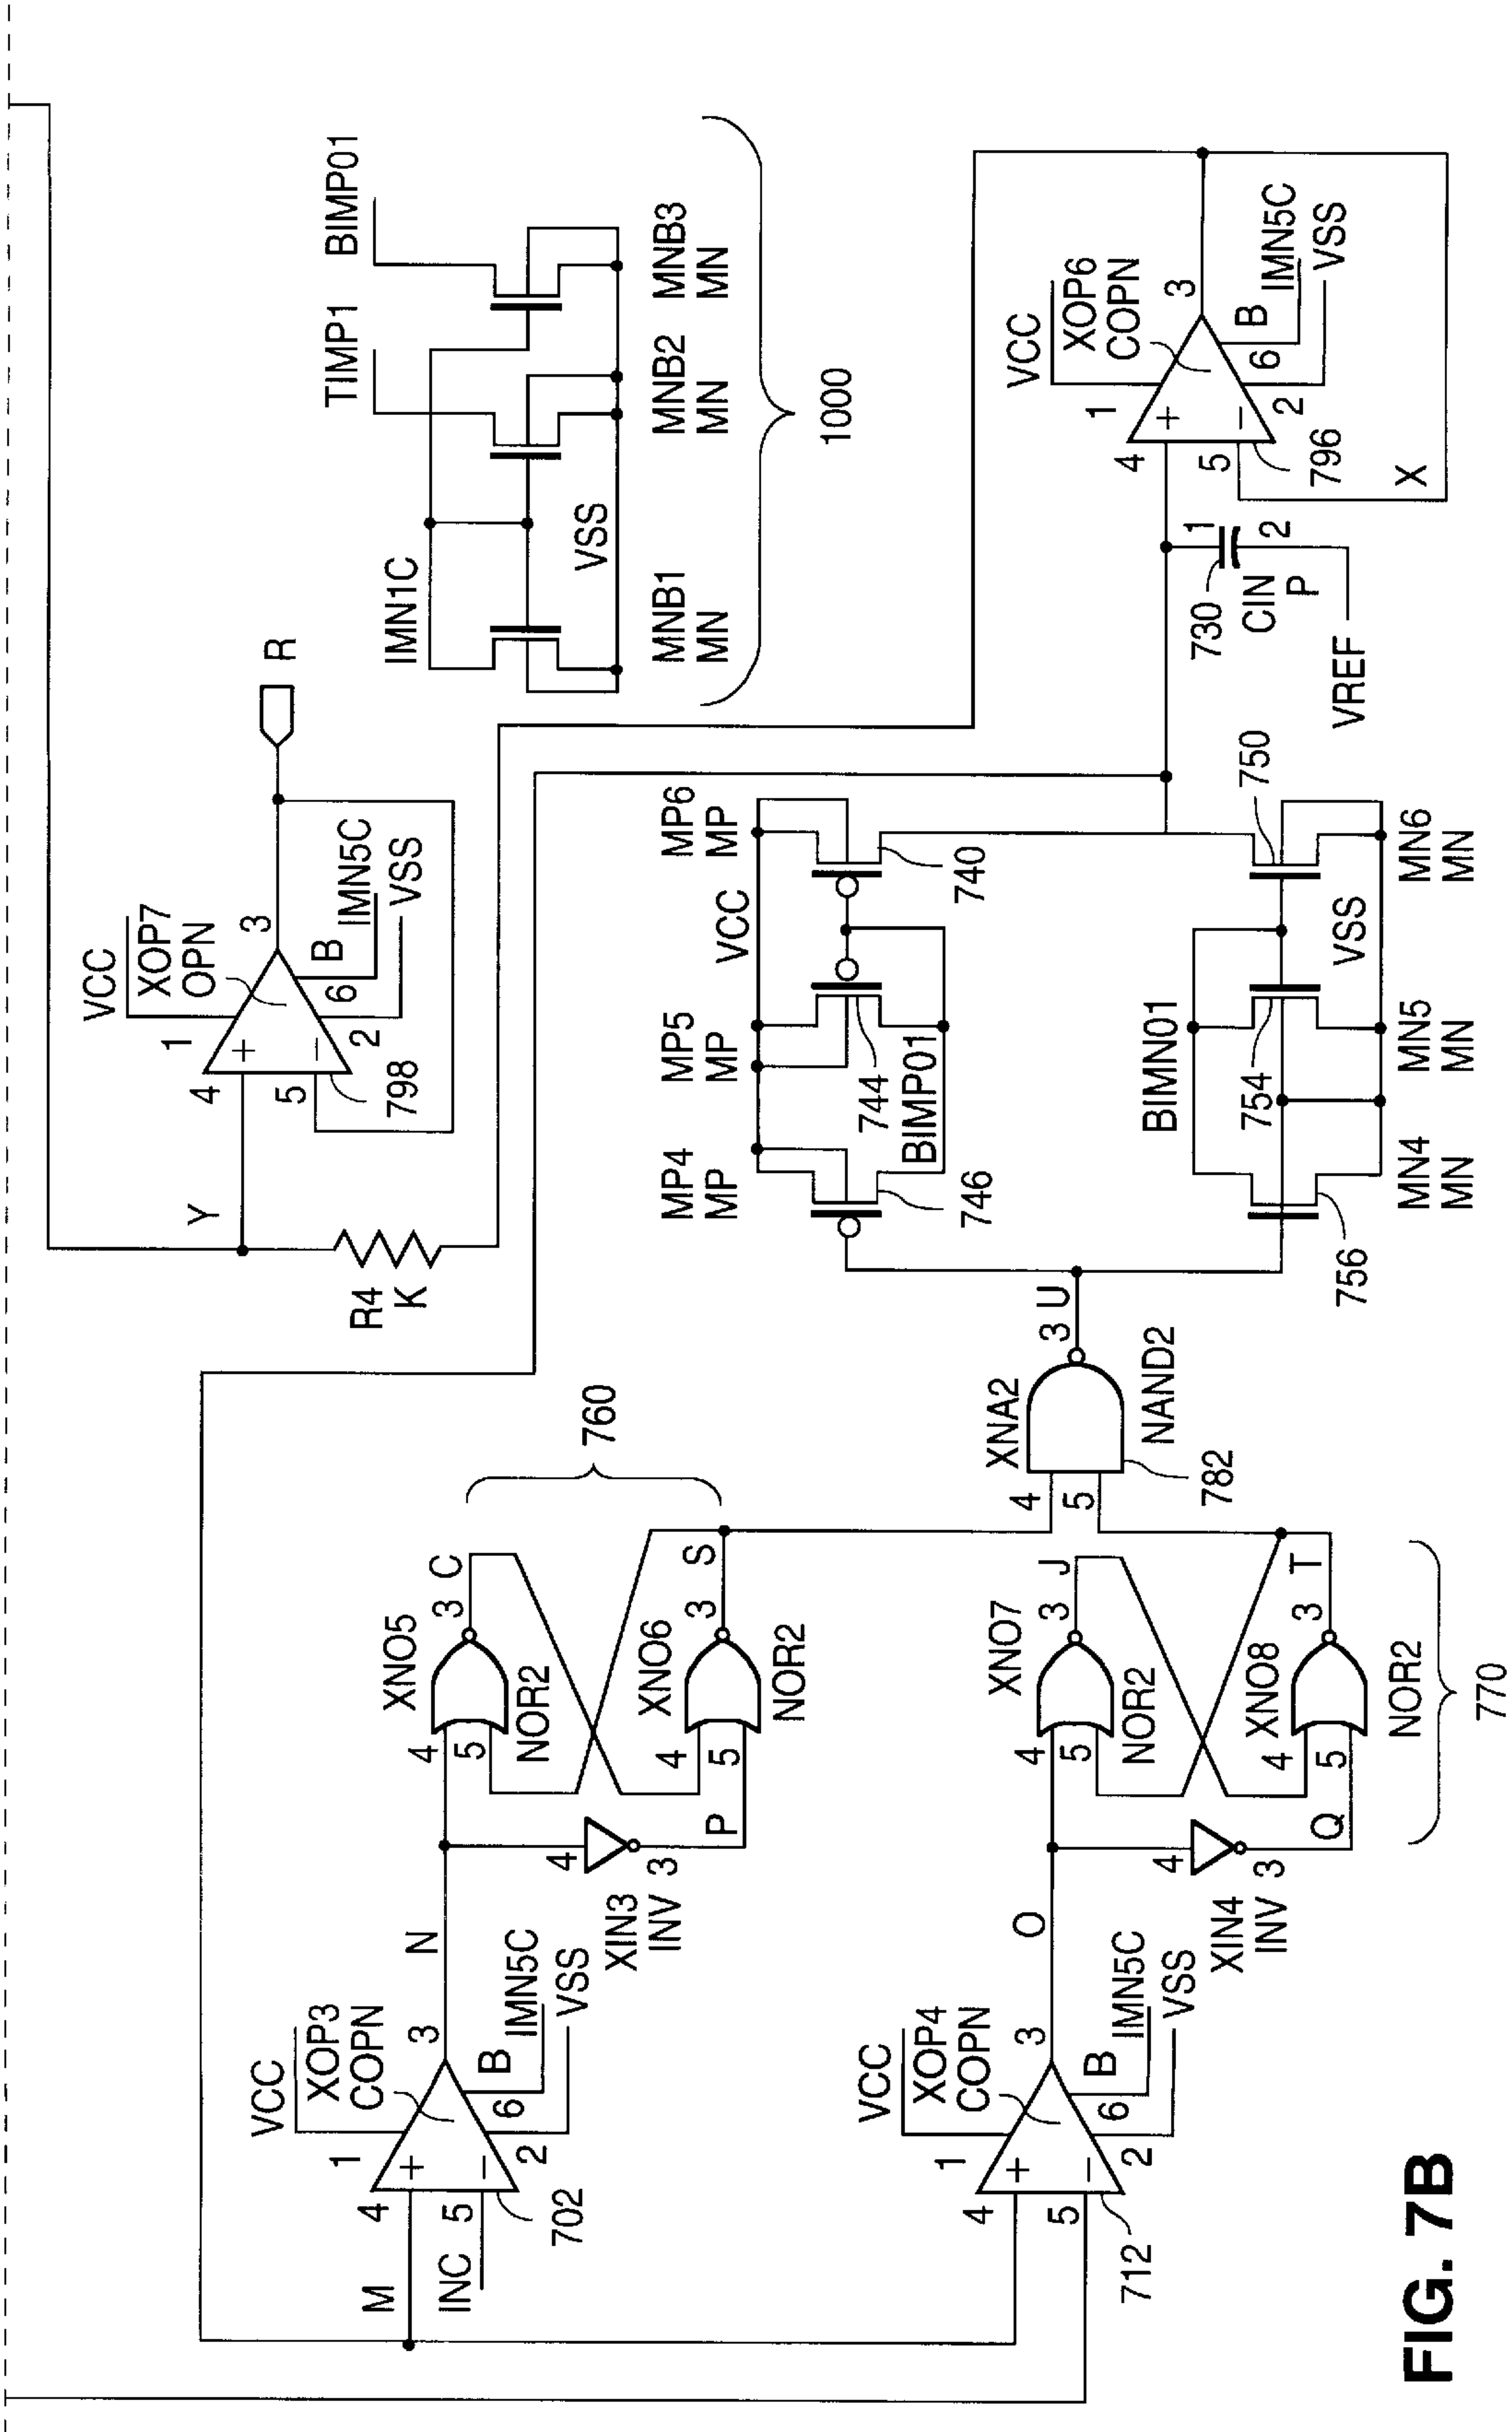 Y
R4
K
VCC
1
XOP7
OPN
4
+
3
5
−
B
6
IMN5C
2
VSS
798
R
IMN1C
TIMP1
BIMP01
VSS
MNB1
MN
MNB2
MN
MNB3
MN
1000
VCC
1
XOP3
COPN
M
4
+
3
INC
5
−
B
6
IMN5C
2
VSS
702
N
XNO5
4
3
C
5
NOR2
760
XNO6
4
3
S
5
NOR2
P
4
3
XIN3
INV
VCC
1
XOP4
COPN
4
+
3
5
−
B
6
IMN5C
2
VSS
712
O
XNO7
4
3
J
5
NOR2
XNO8
4
3
T
5
NOR2
Q
4
3
XIN4
INV
770
XNA2
4
5
3
U
NAND2
782
MP4
MP
MP5
MP
MP6
MP
VCC
746
744
740
BIMP01
BIMN01
754
750
756
VSS
MN4
MN
MN5
MN
MN6
MN
730
1
2
CIN
P
VREF
VCC
1
XOP6
COPN
4
+
3
5
−
B
6
IMN5C
2
VSS
796
X
FIG. 7B